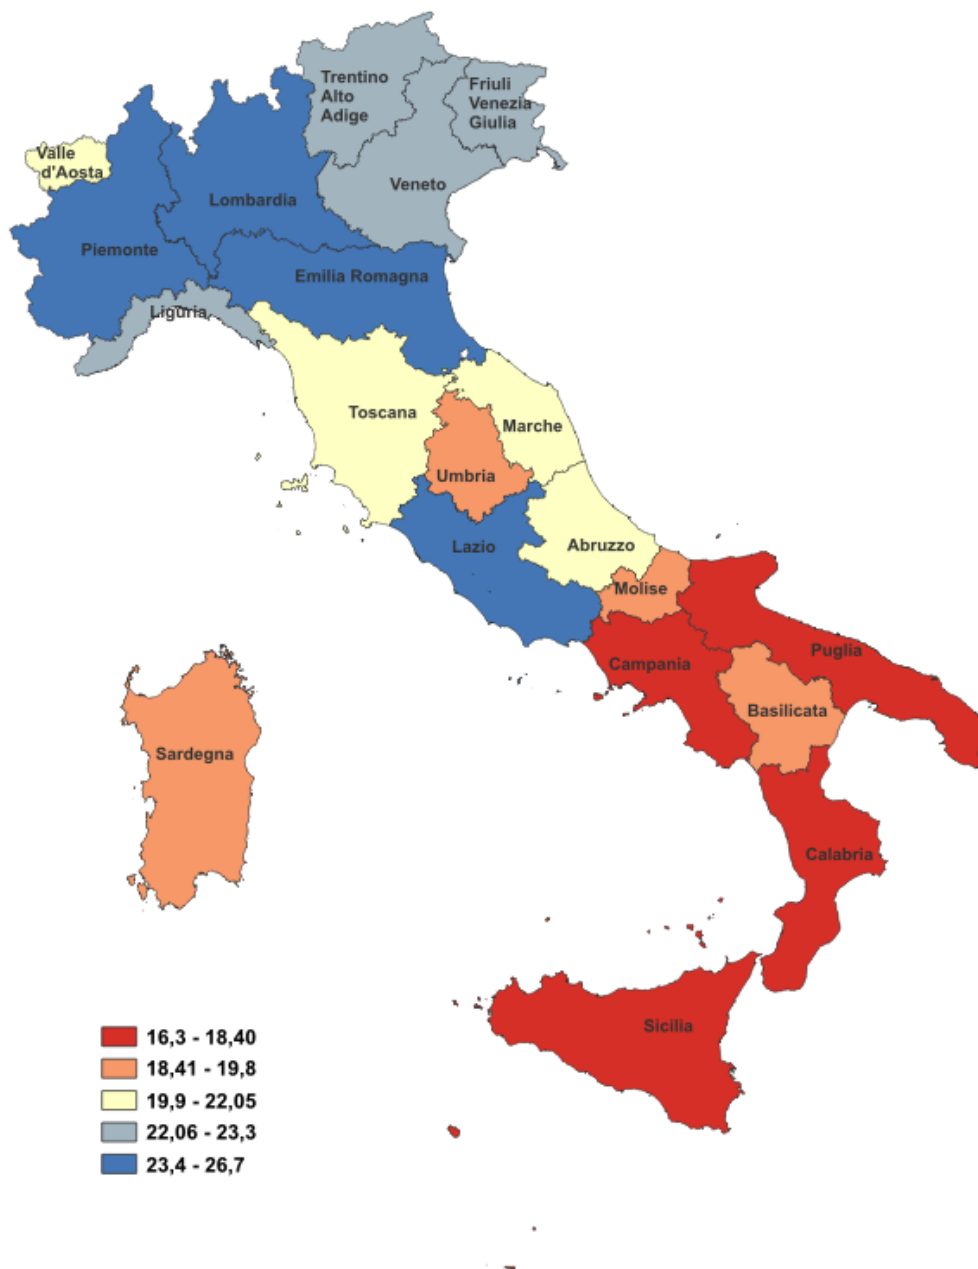 Trentino
Alto
Adige
Friuli
Venezia
Giulia
Valle
d'Aosta
Veneto
Lombardia
Piemonte
Emilia Romagna
Liguria
Toscana
Marche
Umbria
Lazio
Abruzzo
Molise
Campania
Puglia
Basilicata
Sardegna
Calabria
Sicilia
16,3 - 18,40
18,41 - 19,8
19,9 - 22,05
22,06 - 23,3
23,4 - 26,7